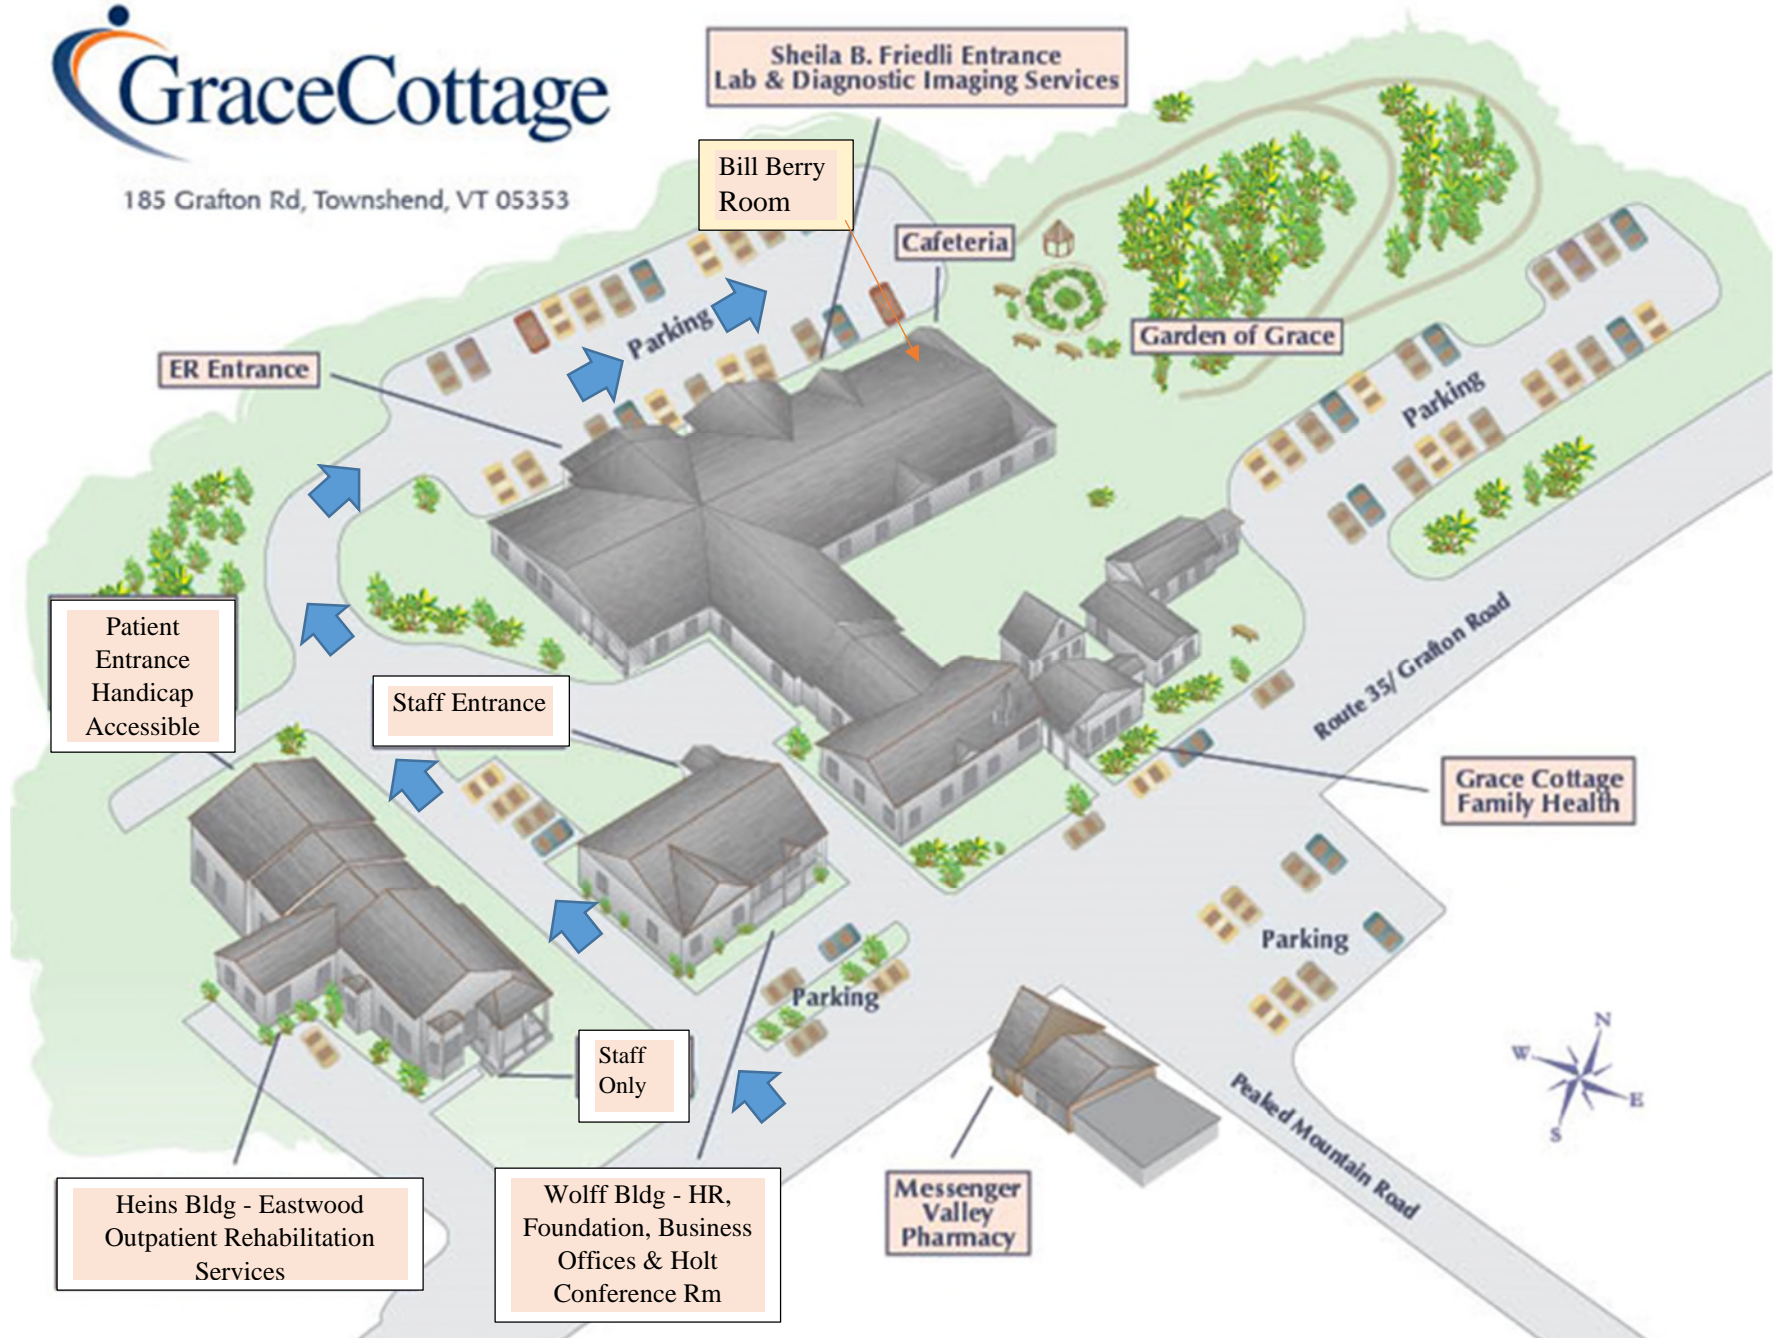 GraceCottage
185 Grafton Rd, Townshend, VT 05353
Sheila B. Friedli Entrance
Lab & Diagnostic Imaging Services
Bill Berry
Room
Cafeteria
Parking
ER Entrance
Garden of Grace
Parking
Patient
Entrance
Handicap
Accessible
Staff Entrance
Route 35/ Grafton Road
Grace Cottage
Family Health
Parking
Parking
Staff
Only
N
W
E
S
Peaked Mountain Road
Heins Bldg - Eastwood
Outpatient Rehabilitation
Services
Wolff Bldg - HR,
Foundation, Business
Offices & Holt
Conference Rm
Messenger
Valley
Pharmacy